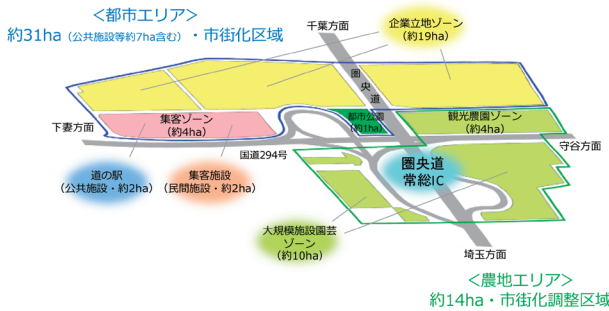 ＜都市エリア＞
約31ha（公共施設等約7ha含む）・市街化区域
千葉方面
企業立地ゾーン
（約19ha）
圏央道
下妻方面
集客ゾーン
（約4ha）
都市公園
（約1ha）
観光農園ゾーン
（約4ha）
守谷方面
国道294号
道の駅
（公共施設・約2ha）
集客施設
（民間施設・約2ha）
圏央道
常総IC
大規模施設園芸
ゾーン
（約10ha）
埼玉方面
＜農地エリア＞
約14ha・市街化調整区域